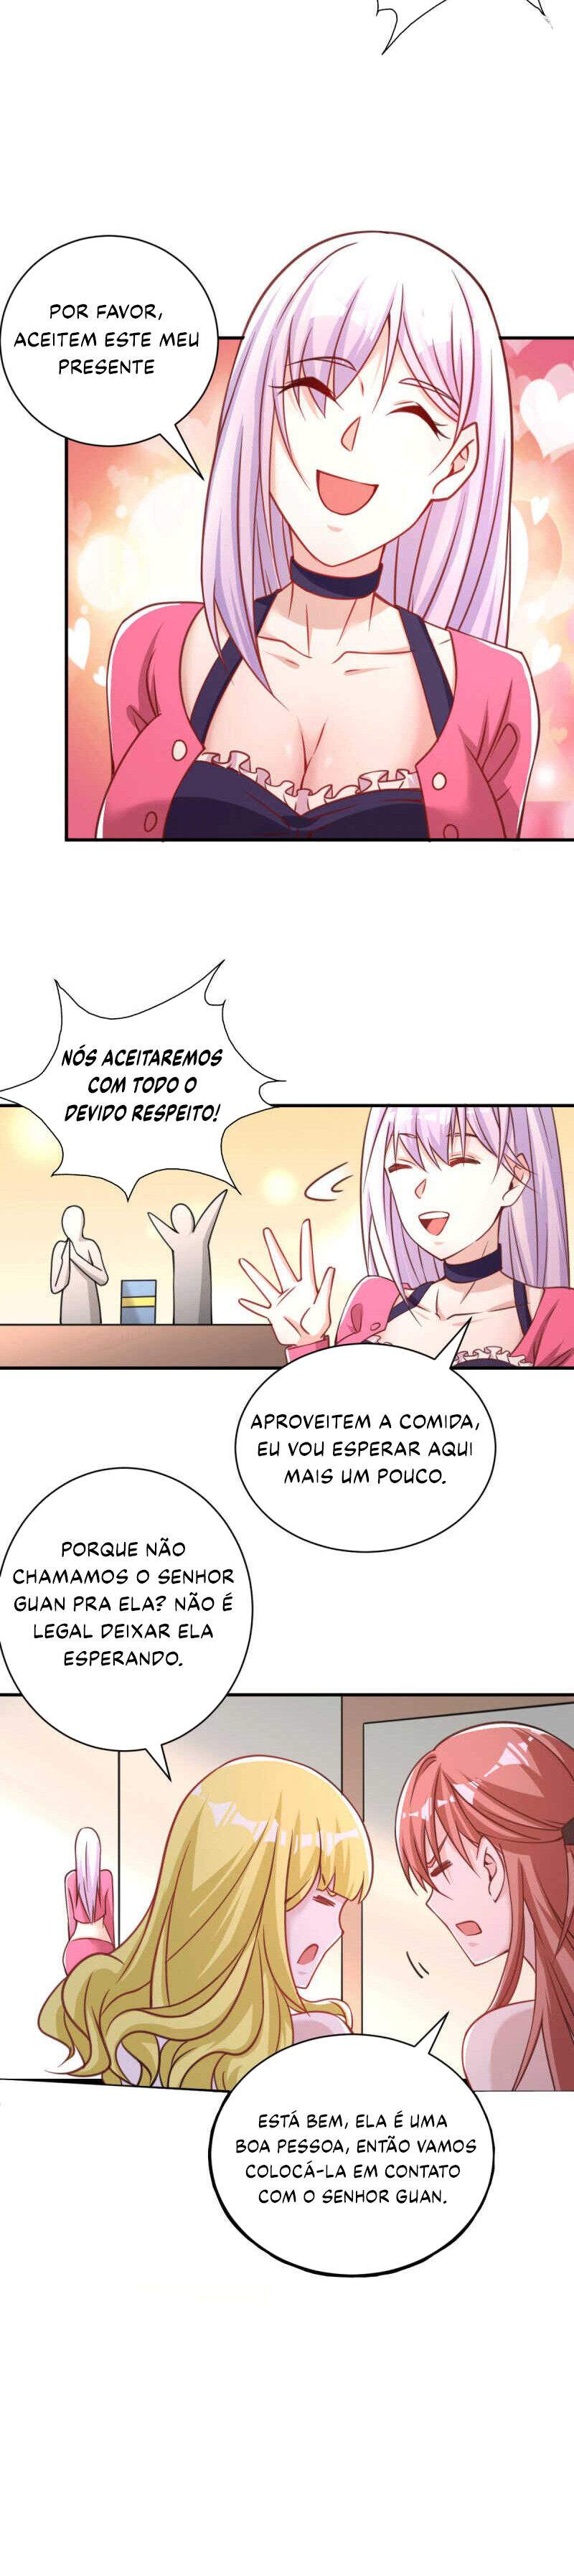 POR FAVOR,
ACEITEM ESTE MEU
PRESENTE
NÓS ACEITAREMOS
COM TODO O
DEVIDO RESPEITO!
APROVEITEM A COMIDA,
EU VOU ESPERAR AQUI
MAIS UM POUCO.
PORQUE NÃO
CHAMAMOS O SENHOR
GUAN PRA ELA? NÃO É
LEGAL DEIXAR ELA
ESPERANDO.
ESTÁ BEM, ELA É UMA
BOA PESSOA, ENTÃO VAMOS
COLOCÁ-LA EM CONTATO
COM O SENHOR GUAN.